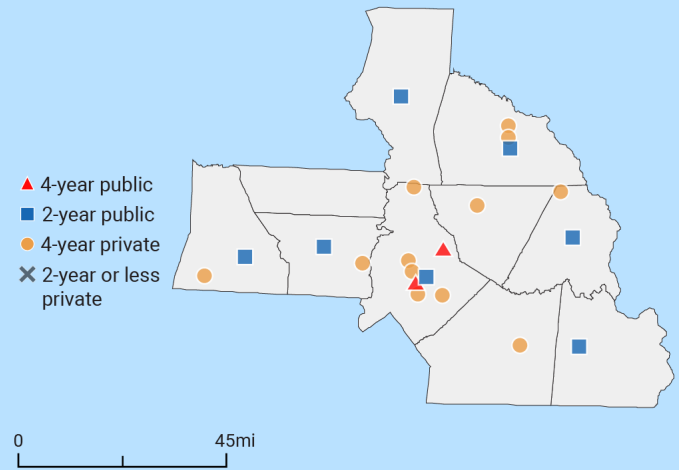 4-year public
2-year public
4-year private
2-year or less
private
0 45mi